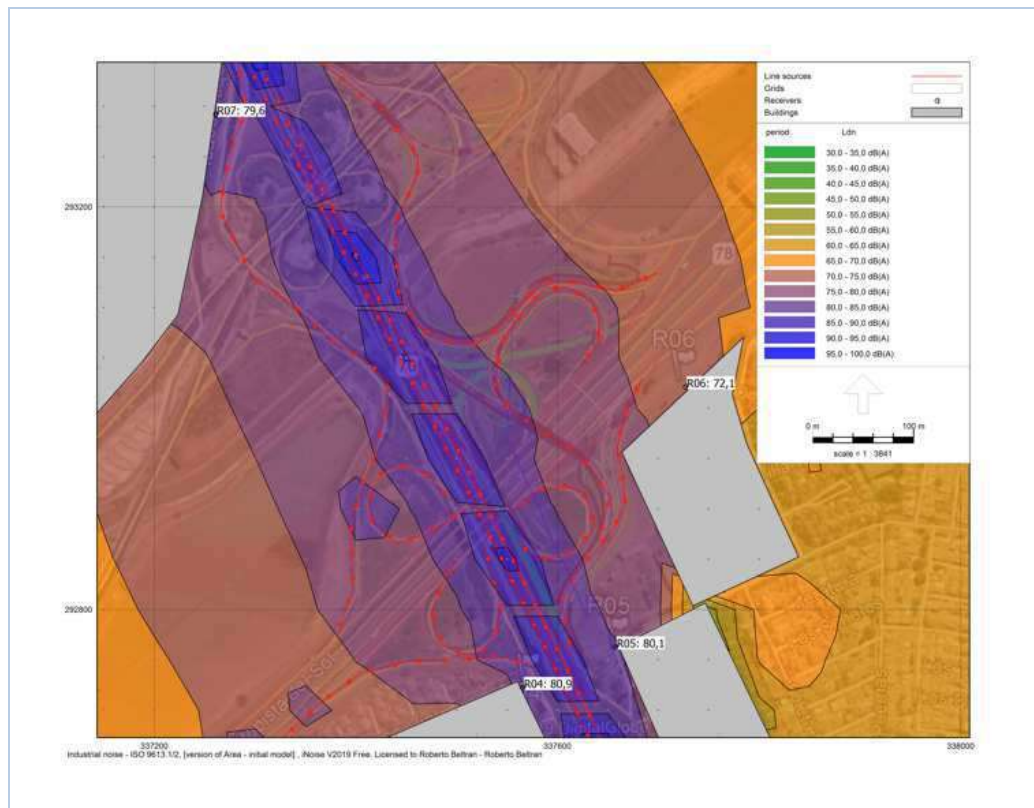 Line sources
Grids
Receivers
Buildings
period Ldn
30,0 - 35,0 dB(A)
35,0 - 40,0 dB(A)
40,0 - 45,0 dB(A)
45,0 - 50,0 dB(A)
50,0 - 55,0 dB(A)
55,0 - 60,0 dB(A)
60,0 - 65,0 dB(A)
65,0 - 70,0 dB(A)
70,0 - 75,0 dB(A)
75,0 - 80,0 dB(A)
80,0 - 85,0 dB(A)
85,0 - 90,0 dB(A)
90,0 - 95,0 dB(A)
95,0 - 100,0 dB(A)
0 m 100 m
scale = 1 : 3841
R07: 79,6
293200
78
76
R06
R06: 72,1
292800
R05
R05: 80,1
R04: 80,9
337200 337600 338000
Industrial noise - ISO 9613.1/2, [version of Area - initial model] , iNoise V2019 Free, Licensed to Roberto Beltran - Roberto Beltran